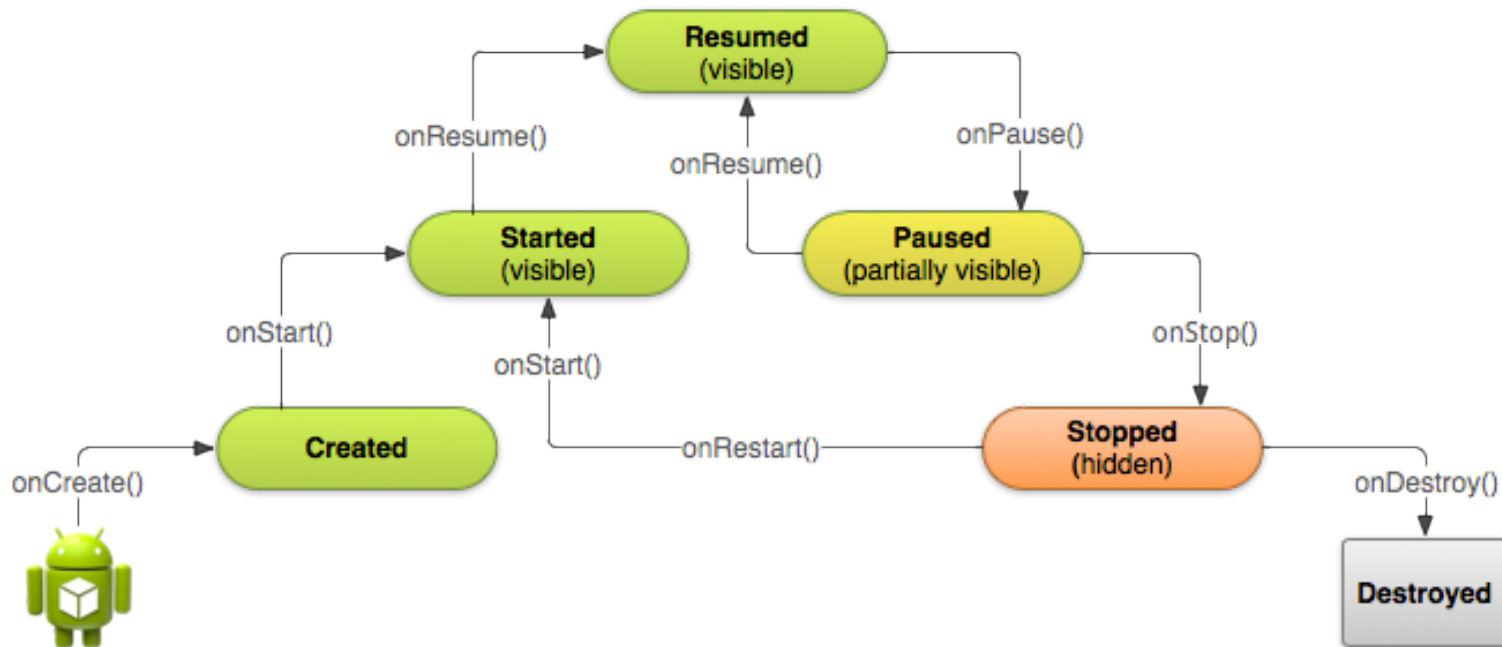 Resumed
(visible)
onResume()
onPause()
onResume()
Started
(visible)
Paused
(partially visible)
onStart()
onStop()
onStart()
Created
onRestart()
Stopped
(hidden)
onCreate()
onDestroy()
Destroyed